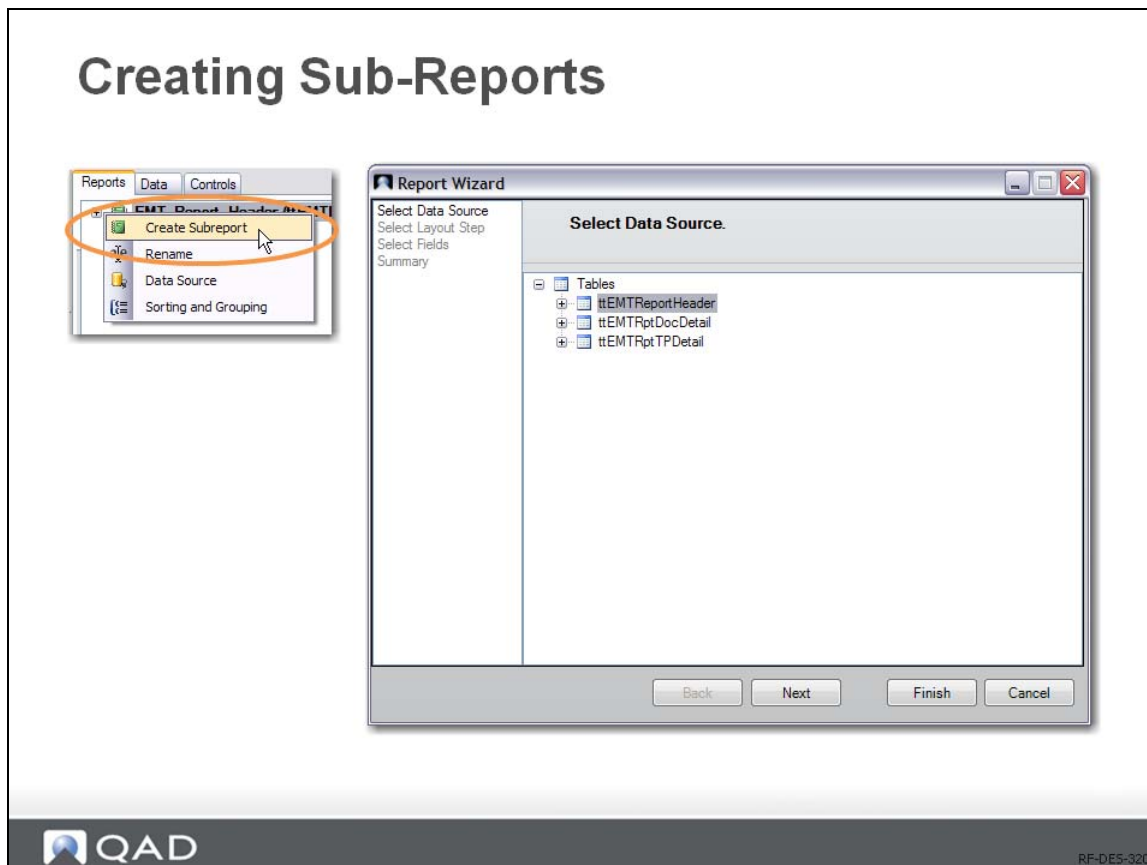 Creating Sub-Reports
Reports Data Controls
EMT_Report_Header
Create Subreport
Rename
Data Source
Sorting and Grouping
Report Wizard
Select Data Source
Select Layout Step
Select Fields
Summary
Select Data Source.
Tables
ttEMTReportHeader
ttEMTRptDocDetail
ttEMTRptTPDetail
Back Next Finish Cancel
QAD